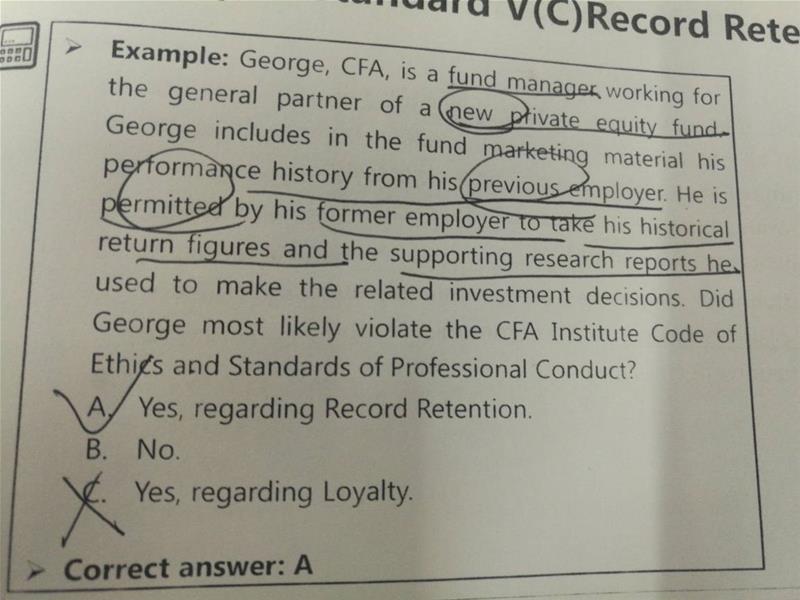 Standard V(C)Record Rete
➢ Example: George, CFA, is a fund manager working for
the general partner of a new private equity fund.
George includes in the fund marketing material his
performance history from his previous employer. He is
permitted by his former employer to take his historical
return figures and the supporting research reports he
used to make the related investment decisions. Did
George most likely violate the CFA Institute Code of
Ethics and Standards of Professional Conduct?
A. Yes, regarding Record Retention.
B. No.
C. Yes, regarding Loyalty.
➢ Correct answer: A